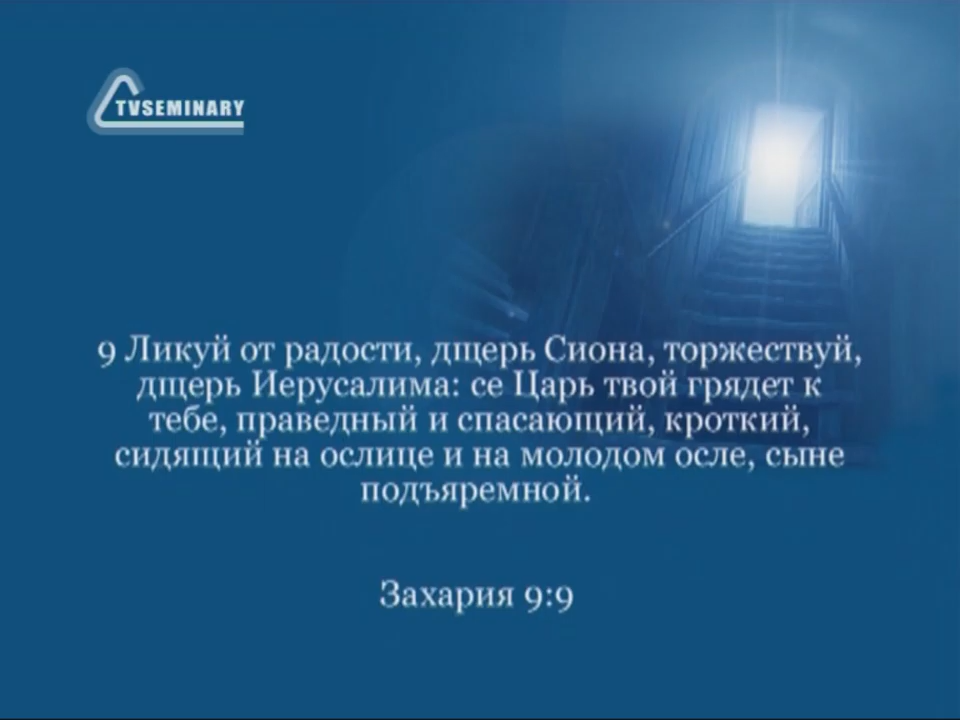 TVSEMINARY
9 Ликуй от радости, дщерь Сиона, торжествуй,
дщерь Иерусалима: се Царь твой грядет к
тебе, праведный и спасающий, кроткий,
сидящий на ослице и на молодом осле, сыне
подъяремной.
Захария 9:9